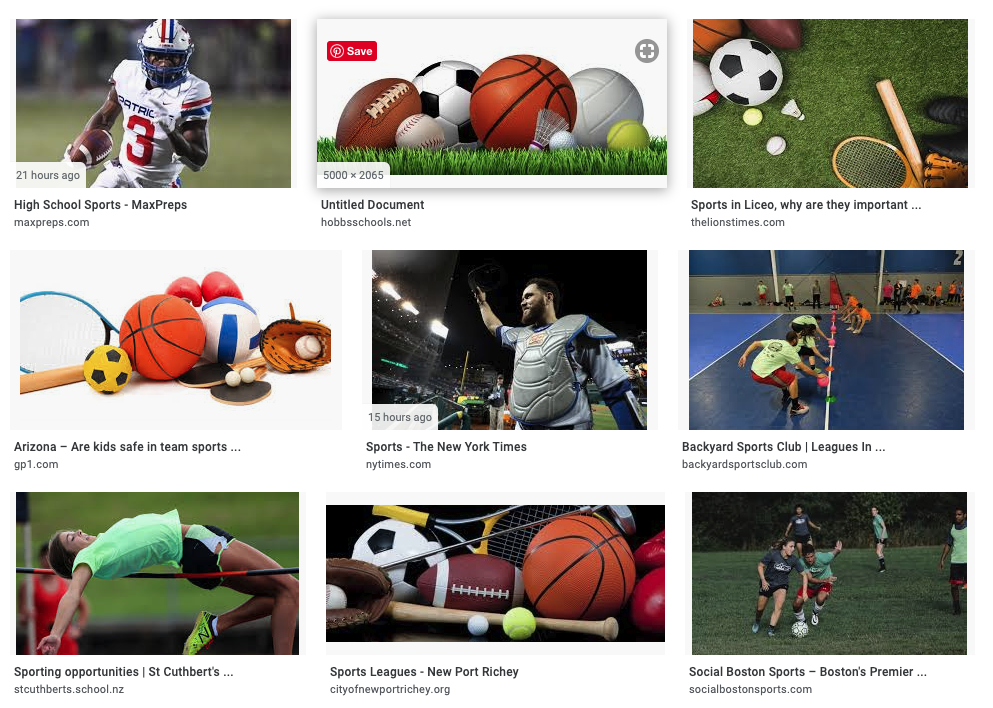 PATRIO
3
Save
21 hours ago
5000 × 2065
High School Sports - MaxPreps
maxpreps.com
Untitled Document
hobbsschools.net
Sports in Liceo, why are they important ...
thelionstimes.com
2
15 hours ago
Arizona – Are kids safe in team sports ...
gp1.com
Sports - The New York Times
nytimes.com
Backyard Sports Club | Leagues In ...
backyardsportsclub.com
Sporting opportunities | St Cuthbert's ...
stcuthberts.school.nz
Sports Leagues - New Port Richey
cityofnewportrichey.org
Social Boston Sports – Boston's Premier ...
socialbostonsports.com